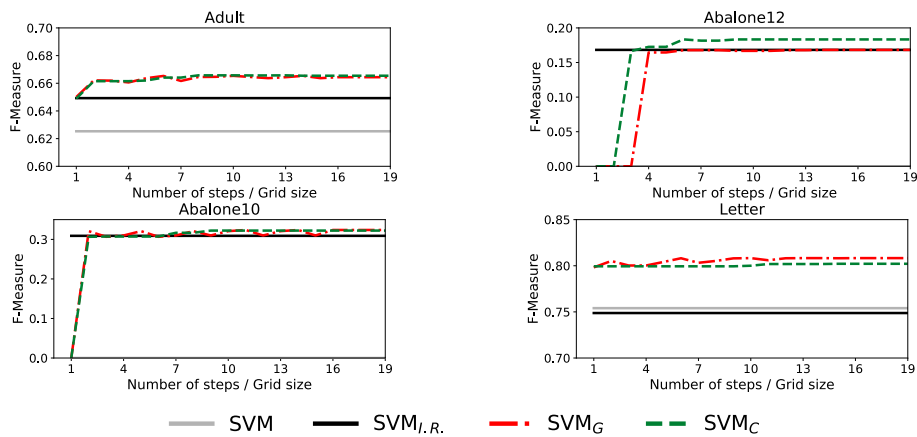 Adult
F-Measure
0.70
0.68
0.66
0.64
0.62
0.60
1 4 7 10 13 16 19
Number of steps / Grid size
Abalone12
F-Measure
0.20
0.15
0.10
0.05
0.00
1 4 7 10 13 16 19
Number of steps / Grid size
Abalone10
F-Measure
0.3
0.2
0.1
0.0
1 4 7 10 13 16 19
Number of steps / Grid size
Letter
F-Measure
0.85
0.80
0.75
0.70
1 4 7 10 13 16 19
Number of steps / Grid size
SVM SVM_I.R. SVM_G SVM_C